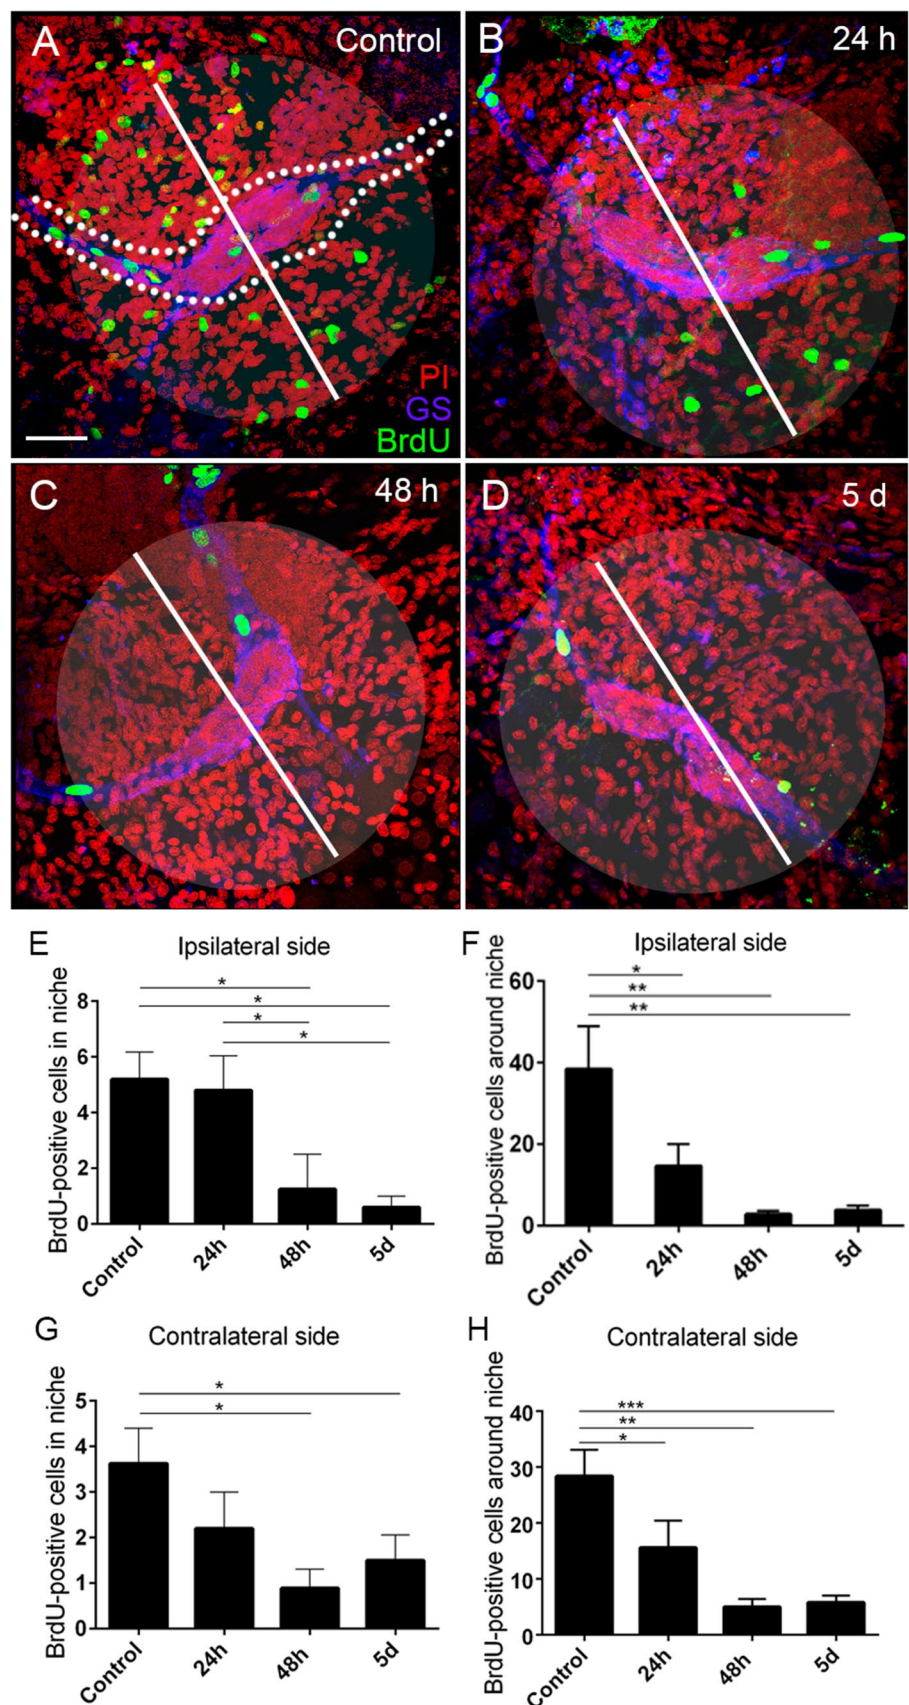 A
Control
PI
GS
BrdU
B
24 h
C
48 h
D
5 d
E
Ipsilateral side
BrdU-positive cells in niche
8
6
4
2
0
*
*
*
*
Control
24h
48h
5d
F
Ipsilateral side
BrdU-positive cells around niche
60
40
20
0
*
**
**
Control
24h
48h
5d
G
Contralateral side
BrdU-positive cells in niche
5
4
3
2
1
0
*
*
Control
24h
48h
5d
H
Contralateral side
BrdU-positive cells around niche
40
30
20
10
0
***
**
*
Control
24h
48h
5d